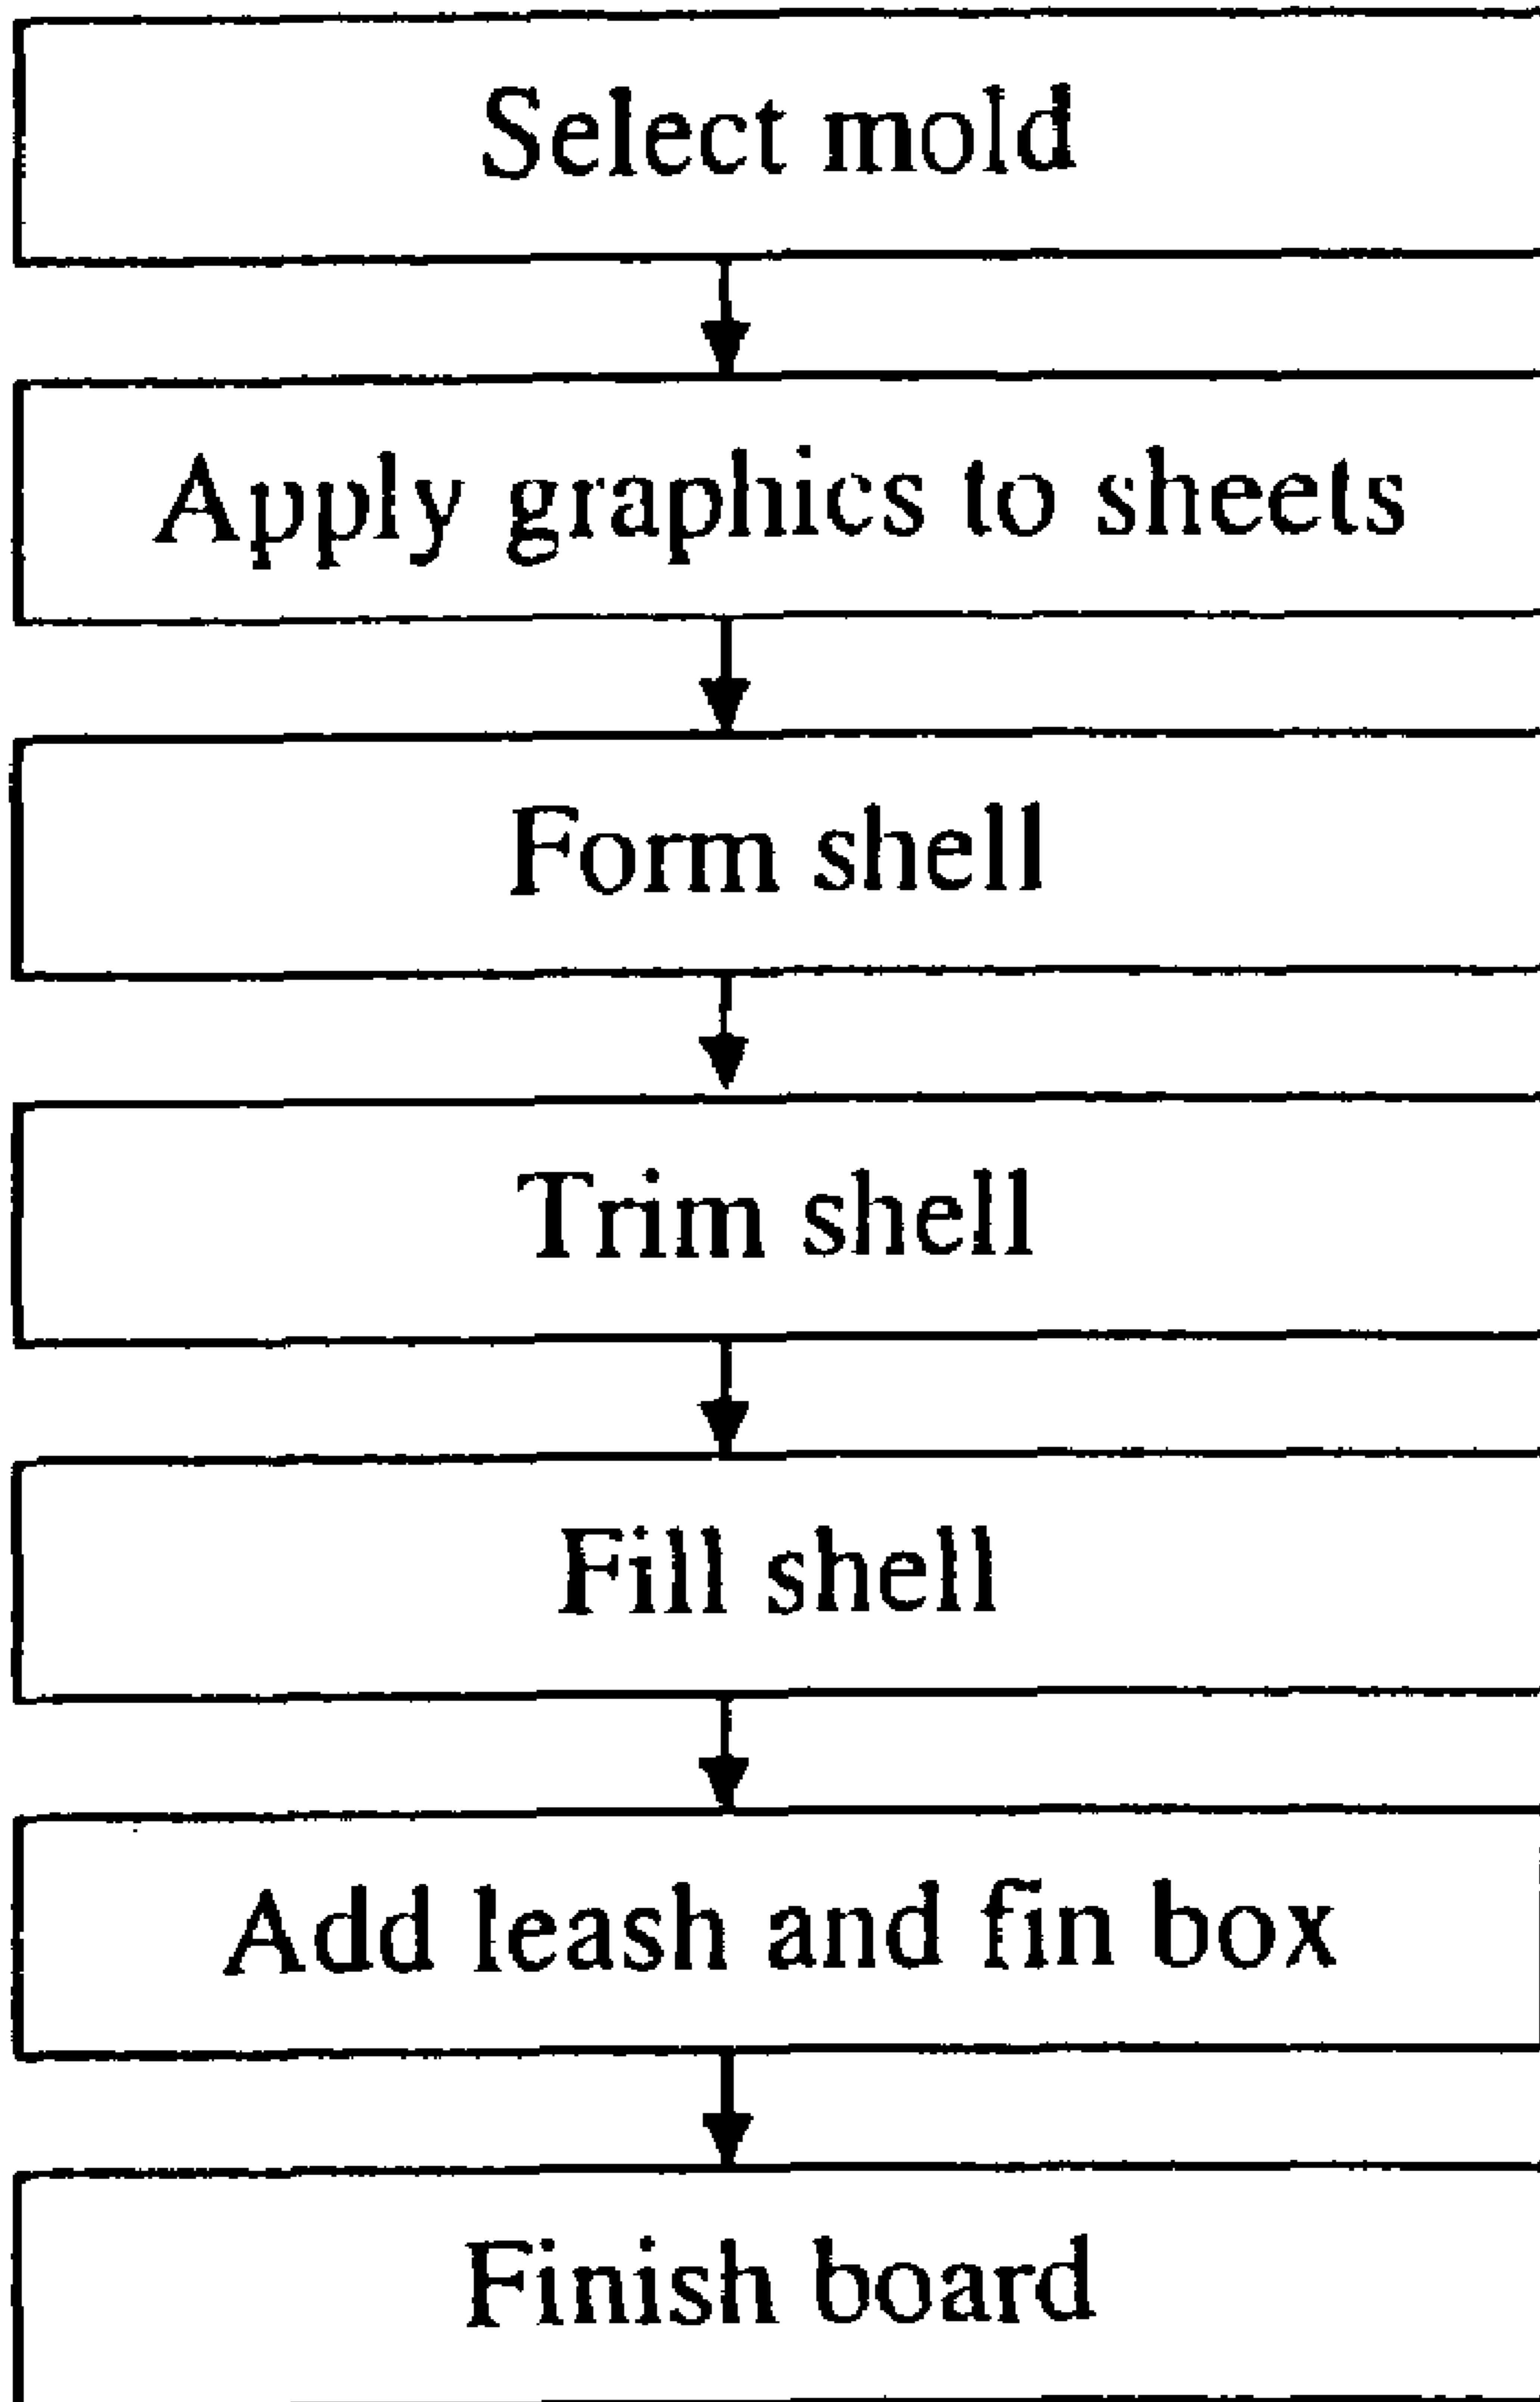 Select mold
Apply graphics to sheets
Form shell
Trim shell
Fill shell
Add leash and fin box
Finish board